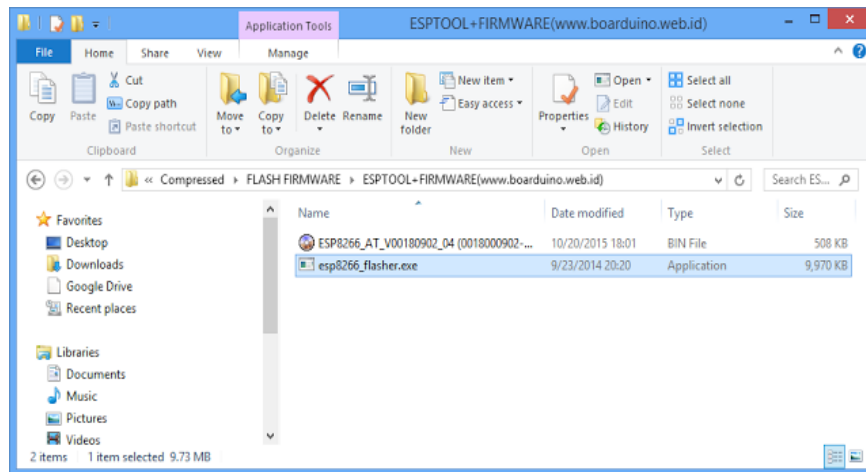 Application Tools
ESPTOOL+FIRMWARE(www.boarduino.web.id)
File Home Share View Manage
Copy
Paste
Cut
Copy path
Paste shortcut
Move to
Copy to
Delete
Rename
New folder
New item
Easy access
Properties
Open
Edit
History
Select all
Select none
Invert selection
Clipboard Organize New Open Select
« Compressed FLASH FIRMWARE ESPTOOL+FIRMWARE(www.boarduino.web.id)
Search ES...
Favorites
Desktop
Downloads
Google Drive
Recent places
Libraries
Documents
Music
Pictures
Videos
Name Date modified Type Size
ESP8266_AT_V00180902_04 (0018000902-... 10/20/2015 18:01 BIN File 508 KB
esp8266_flasher.exe 9/23/2014 20:20 Application 9,970 KB
2 items 1 item selected 9.73 MB